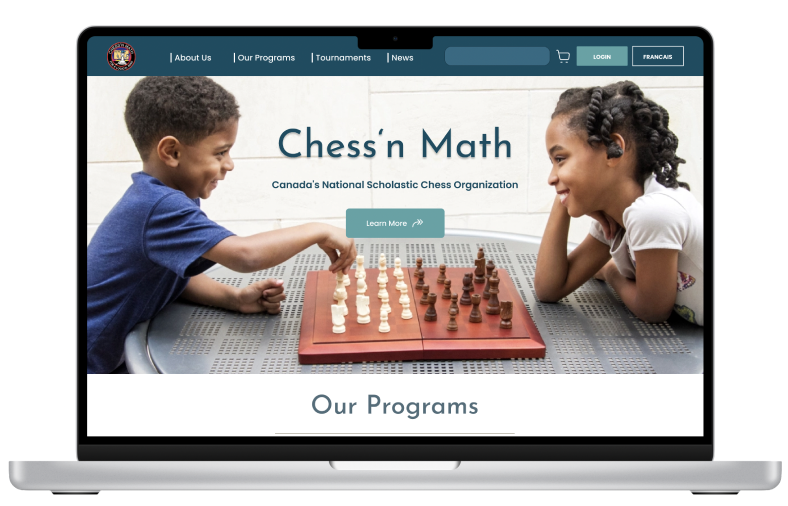 About Us
Our Programs
Tournaments
News
LOGIN
FRANCAIS
Chess'n Math
Canada's National Scholastic Chess Organization
Learn More
Our Programs